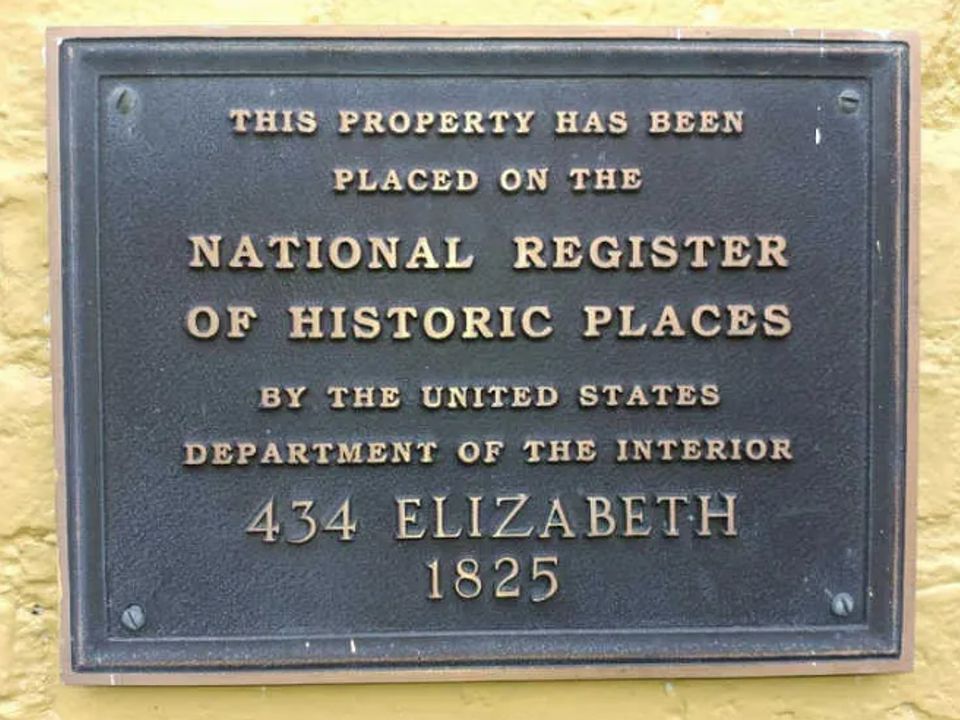 THIS PROPERTY HAS BEEN
PLACED ON THE
NATIONAL REGISTER
OF HISTORIC PLACES
BY THE UNITED STATES
DEPARTMENT OF THE INTERIOR
434 ELIZABETH
1825